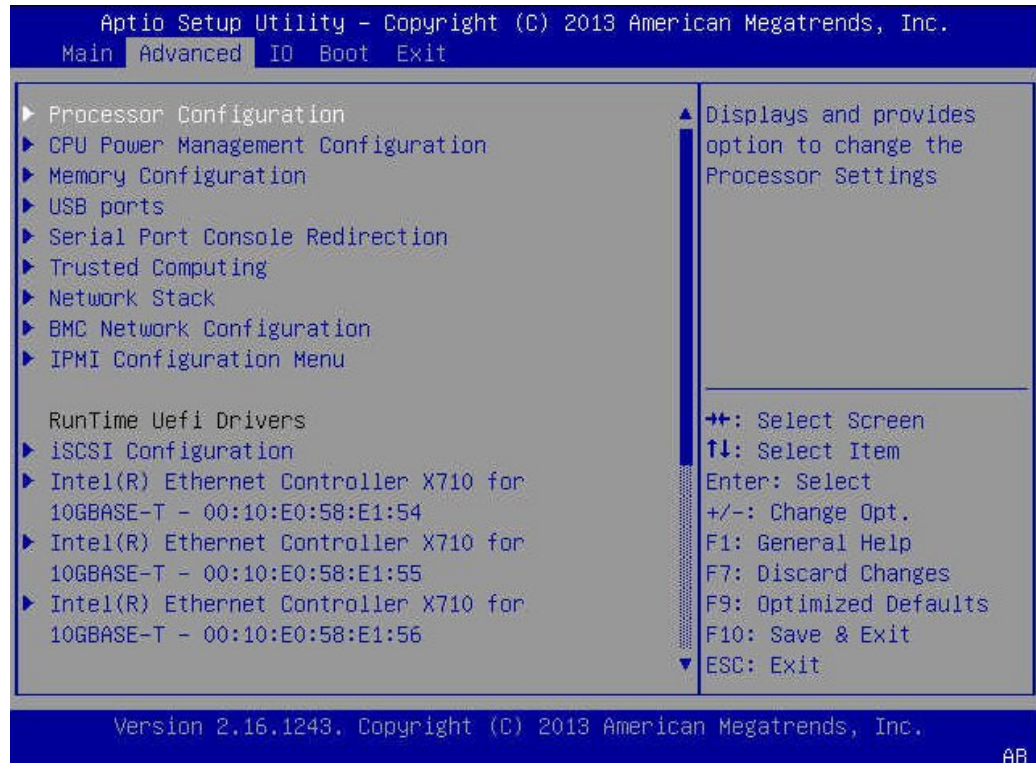 Aptio Setup Utility – Copyright (C) 2013 American Megatrends, Inc.
Main Advanced IO Boot Exit
▶ Processor Configuration
▶ CPU Power Management Configuration
▶ Memory Configuration
▶ USB ports
▶ Serial Port Console Redirection
▶ Trusted Computing
▶ Network Stack
▶ BMC Network Configuration
▶ IPMI Configuration Menu
RunTime Uefi Drivers
▶ iSCSI Configuration
▶ Intel(R) Ethernet Controller X710 for
10GBASE-T – 00:10:E0:58:E1:54
▶ Intel(R) Ethernet Controller X710 for
10GBASE-T – 00:10:E0:58:E1:55
▶ Intel(R) Ethernet Controller X710 for
10GBASE-T – 00:10:E0:58:E1:56
Displays and provides
option to change the
Processor Settings
→←: Select Screen
↑↓: Select Item
Enter: Select
+/-: Change Opt.
F1: General Help
F7: Discard Changes
F9: Optimized Defaults
F10: Save & Exit
ESC: Exit
Version 2.16.1243. Copyright (C) 2013 American Megatrends, Inc.
AB